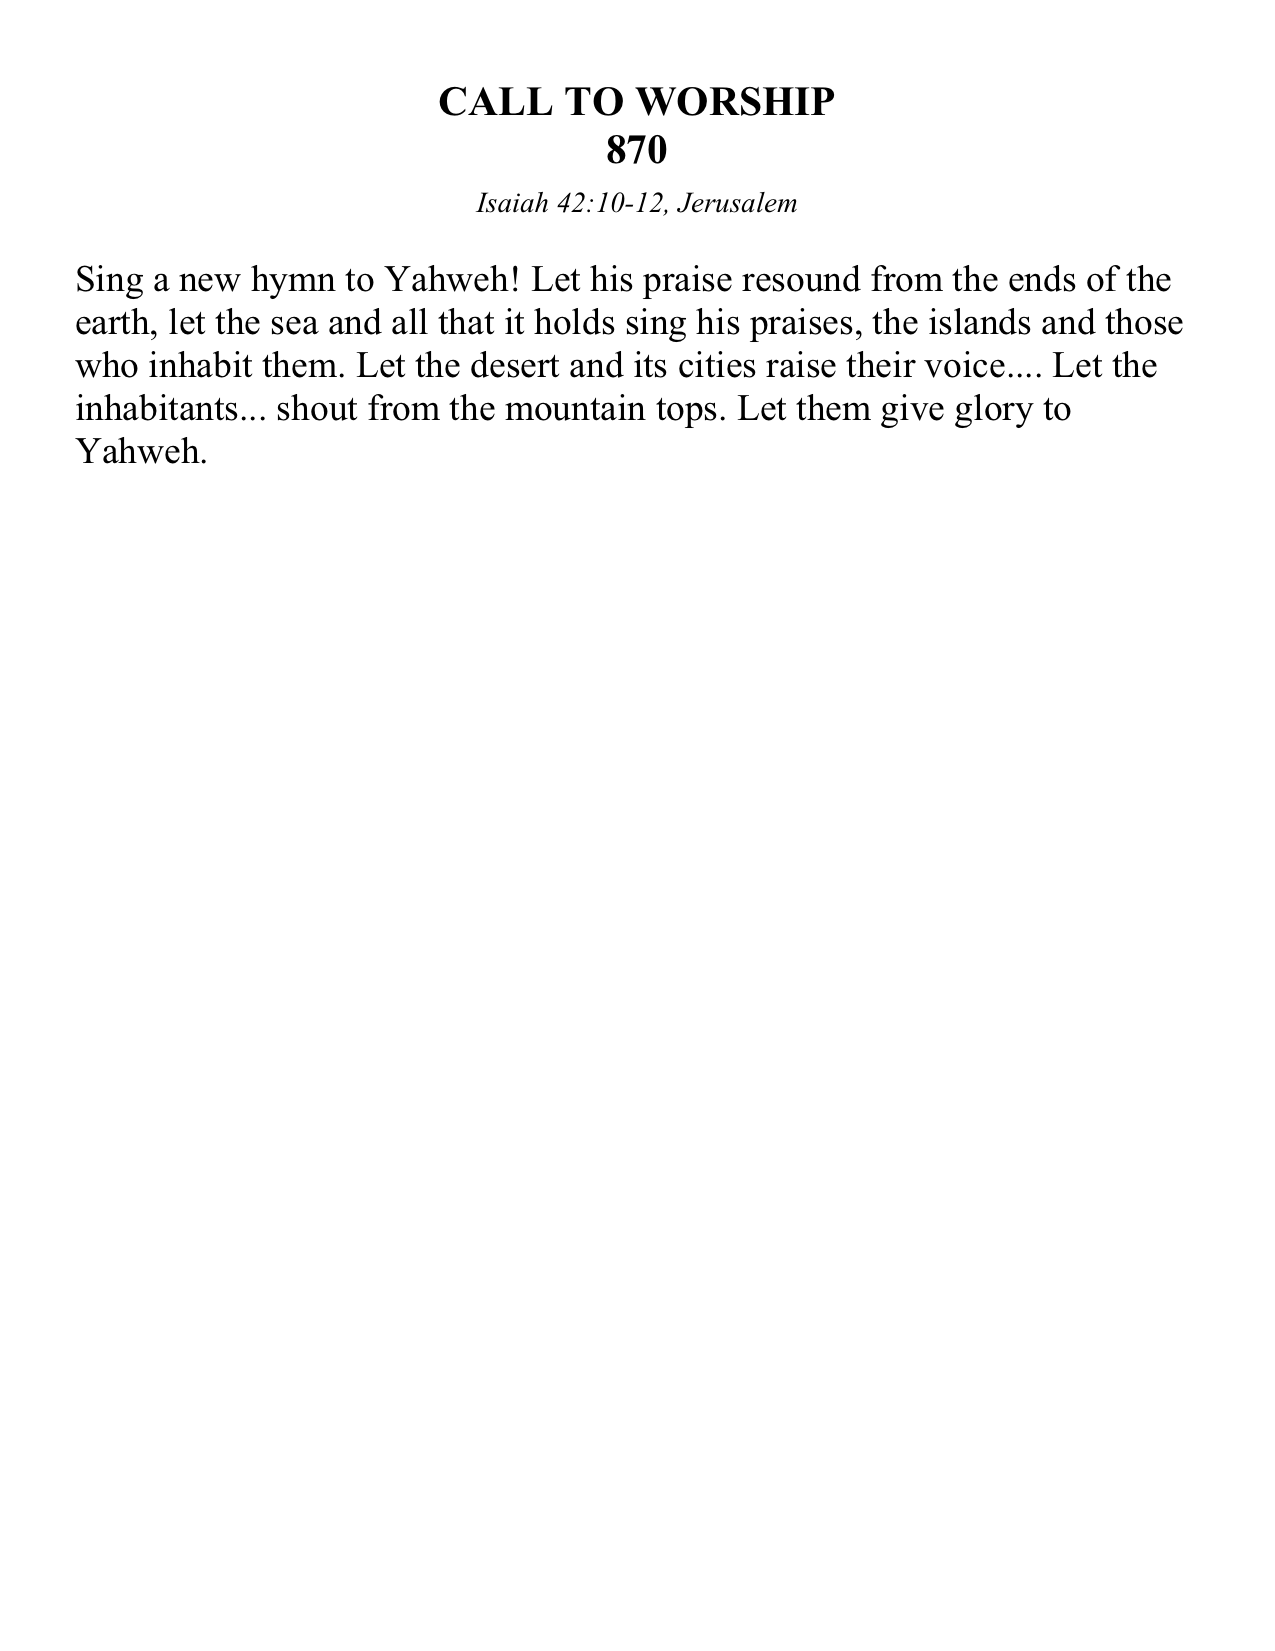 CALL TO WORSHIP
870
Isaiah 42:10-12, Jerusalem
Sing a new hymn to Yahweh! Let his praise resound from the ends of the
earth, let the sea and all that it holds sing his praises, the islands and those
who inhabit them. Let the desert and its cities raise their voice.... Let the
inhabitants... shout from the mountain tops. Let them give glory to
Yahweh.